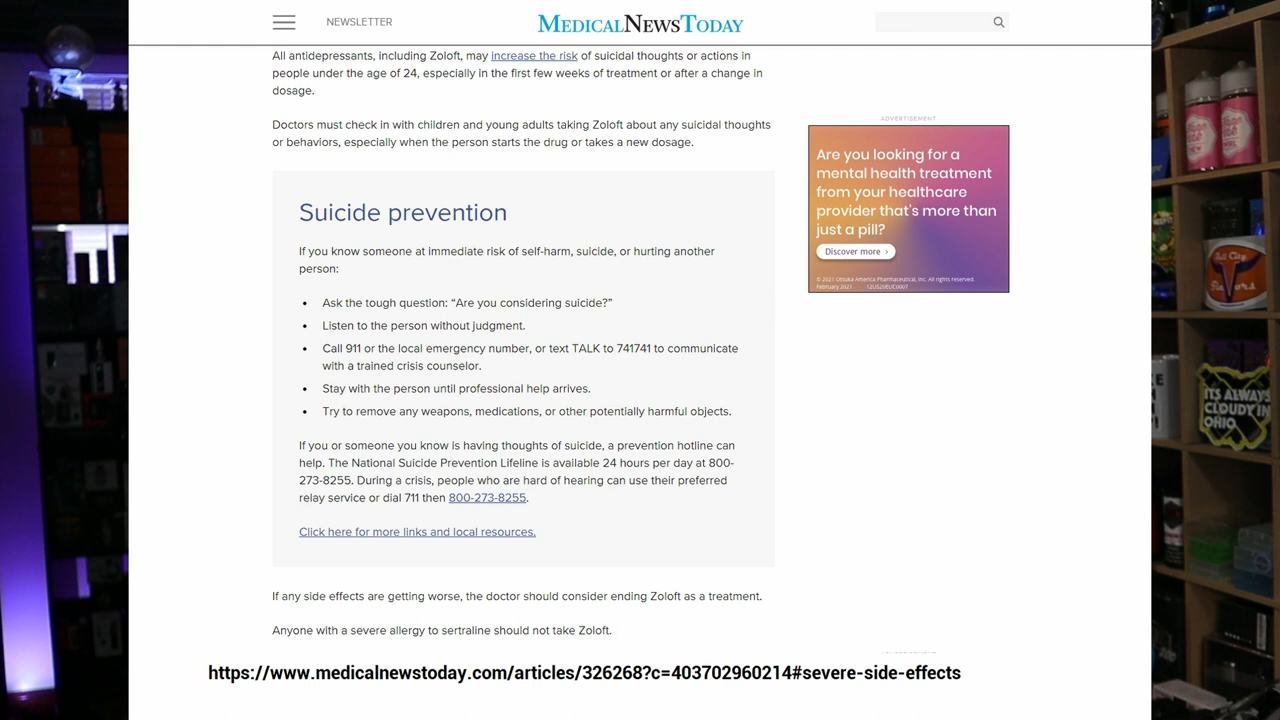 NEWSLETTER
MEDICALNEWSTODAY
All antidepressants, including Zoloft, may increase the risk of suicidal thoughts or actions in
people under the age of 24, especially in the first few weeks of treatment or after a change in
dosage.
Doctors must check in with children and young adults taking Zoloft about any suicidal thoughts
or behaviors, especially when the person starts the drug or takes a new dosage.
Suicide prevention
If you know someone at immediate risk of self-harm, suicide, or hurting another
person:
• Ask the tough question: “Are you considering suicide?”
• Listen to the person without judgment.
• Call 911 or the local emergency number, or text TALK to 741741 to communicate
with a trained crisis counselor.
• Stay with the person until professional help arrives.
• Try to remove any weapons, medications, or other potentially harmful objects.
If you or someone you know is having thoughts of suicide, a prevention hotline can
help. The National Suicide Prevention Lifeline is available 24 hours per day at 800-
273-8255. During a crisis, people who are hard of hearing can use their preferred
relay service or dial 711 then 800-273-8255.
Click here for more links and local resources.
If any side effects are getting worse, the doctor should consider ending Zoloft as a treatment.
Anyone with a severe allergy to sertraline should not take Zoloft.
ADVERTISEMENT
Are you looking for a
mental health treatment
from your healthcare
provider that's more than
just a pill?
Discover more ›
© 2021 Otsuka America Pharmaceutical, Inc. All rights reserved.
February 2021 12US20EUC0007
https://www.medicalnewstoday.com/articles/326268?c=403702960214#severe-side-effects
ITS ALWAYS
CLOUDY IN
OHIO